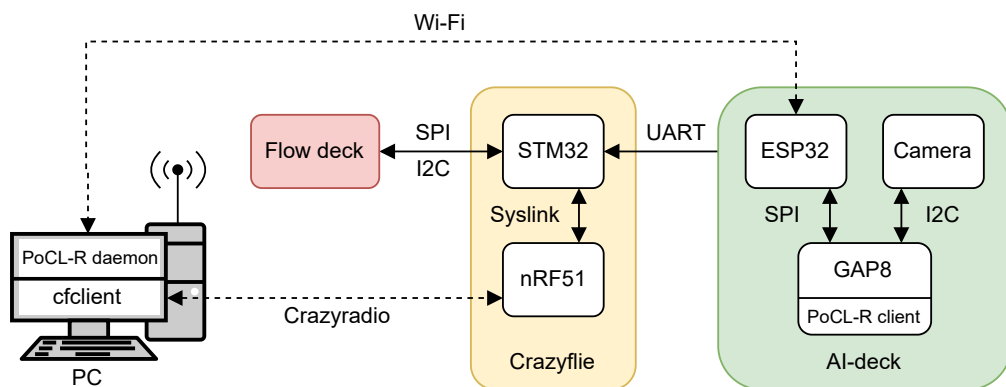 Wi-Fi
Flow deck
SPI
I2C
STM32
UART
ESP32
Camera
Syslink
SPI
I2C
PoCL-R daemon
cfclient
nRF51
GAP8
PoCL-R client
Crazyradio
PC
Crazyflie
AI-deck